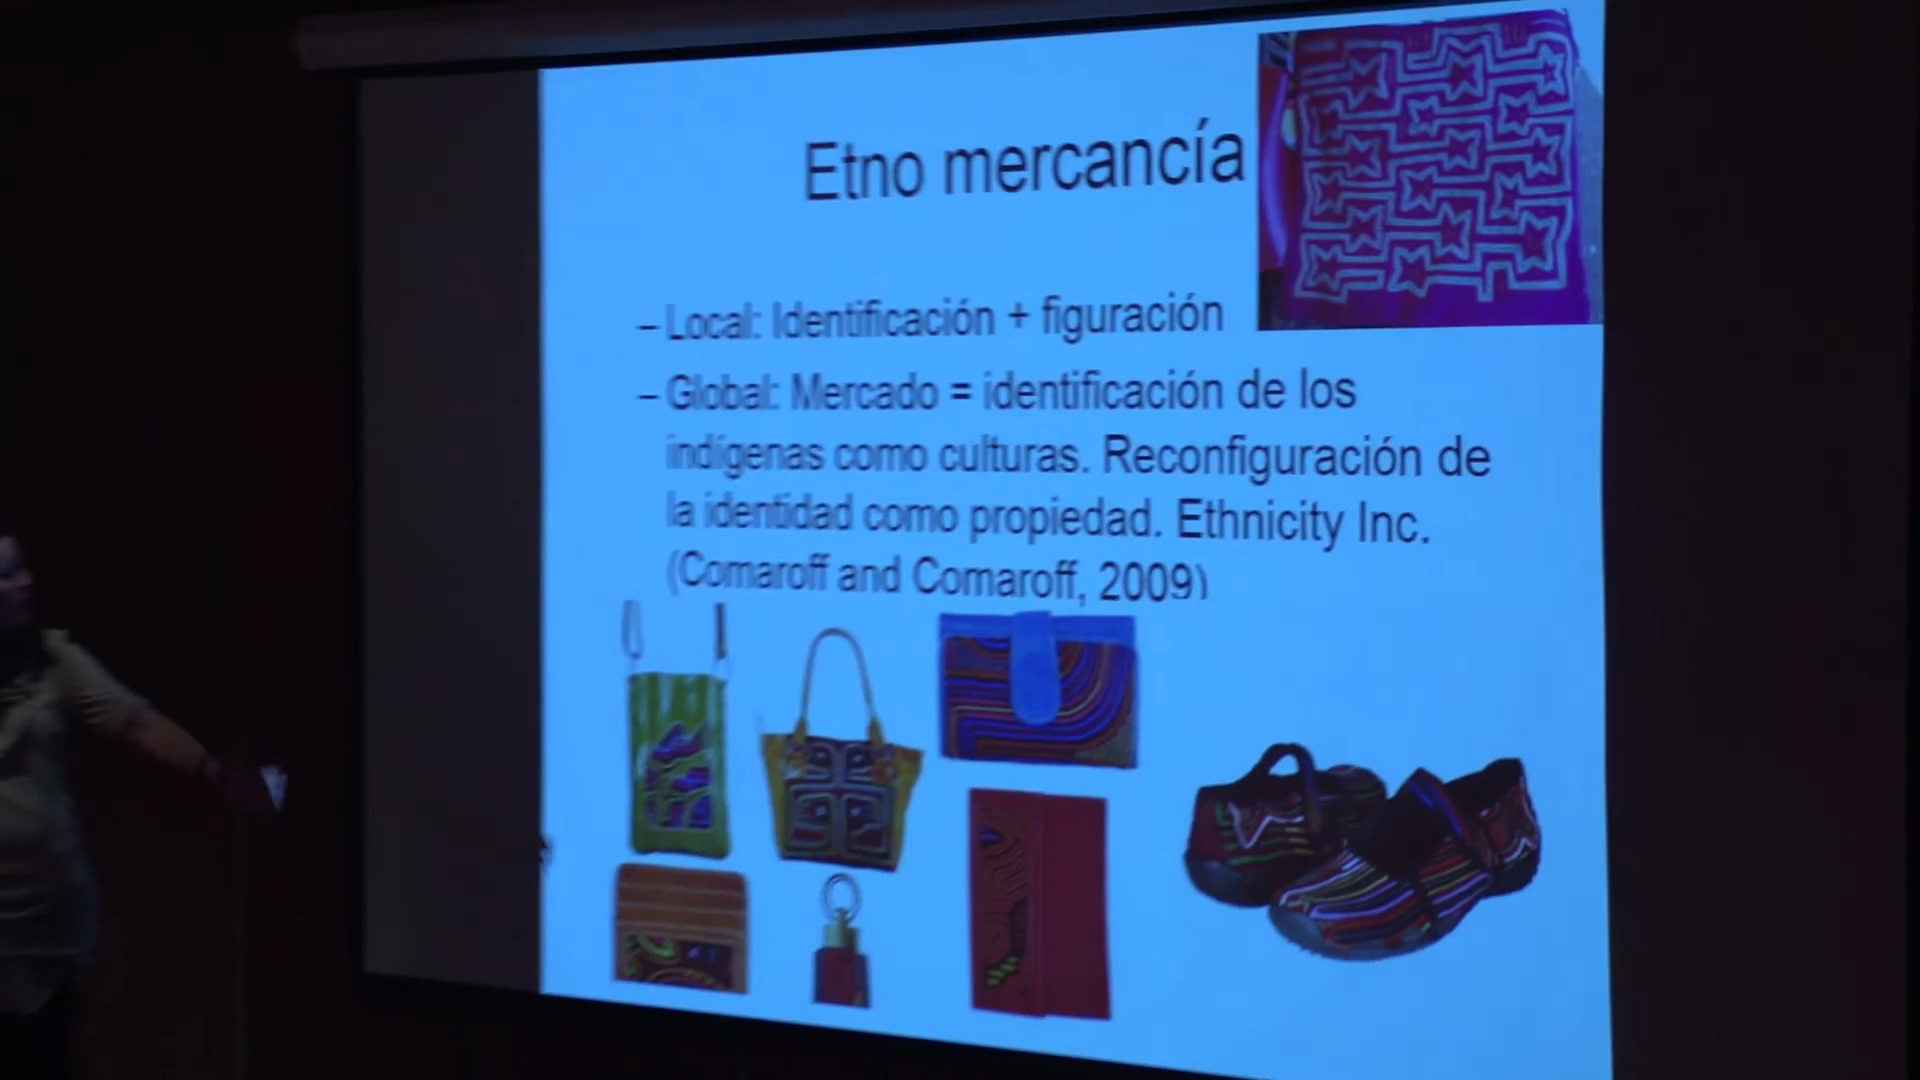 Etno mercancía
– Local: Identificación + figuración
– Global: Mercado = identificación de los
indígenas como culturas. Reconfiguración de
la identidad como propiedad. Ethnicity Inc.
(Comaroff and Comaroff, 2009)